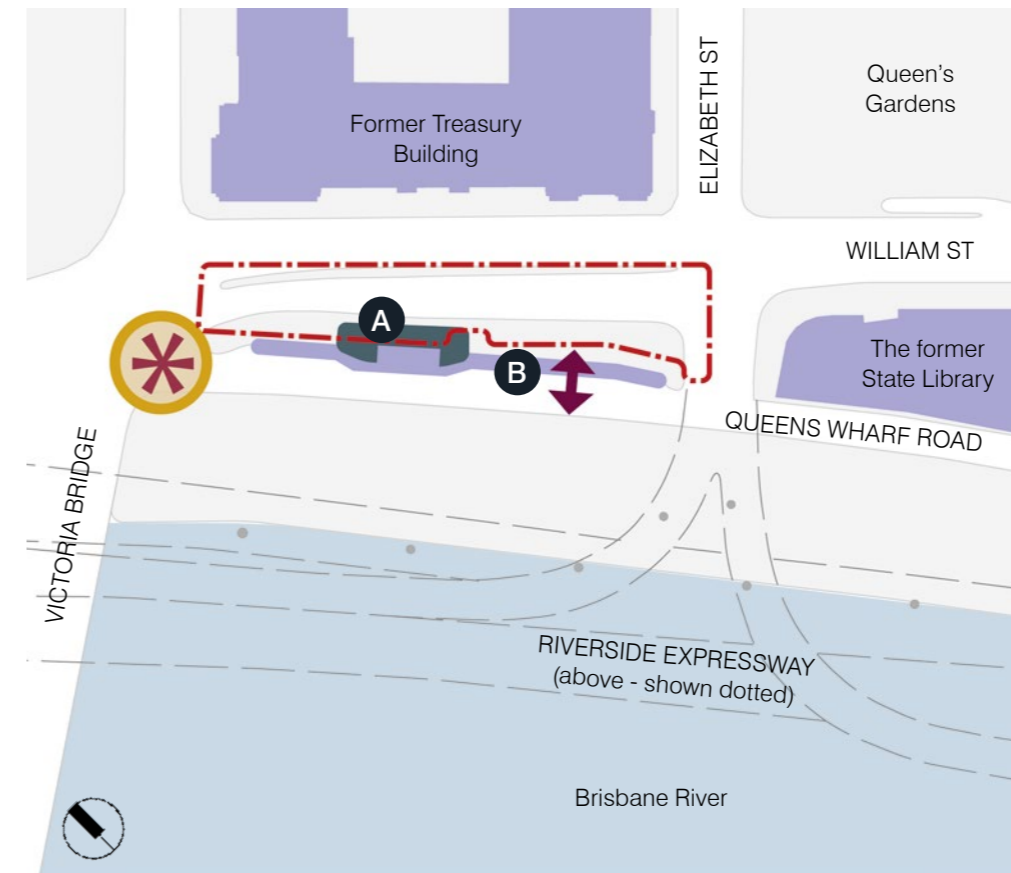 ELIZABETH ST
Queen's
Gardens
Former Treasury
Building
WILLIAM ST
A
The former
State Library
B
QUEENS WHARF ROAD
VICTORIA BRIDGE
RIVERSIDE EXPRESSWAY
(above - shown dotted)
Brisbane River